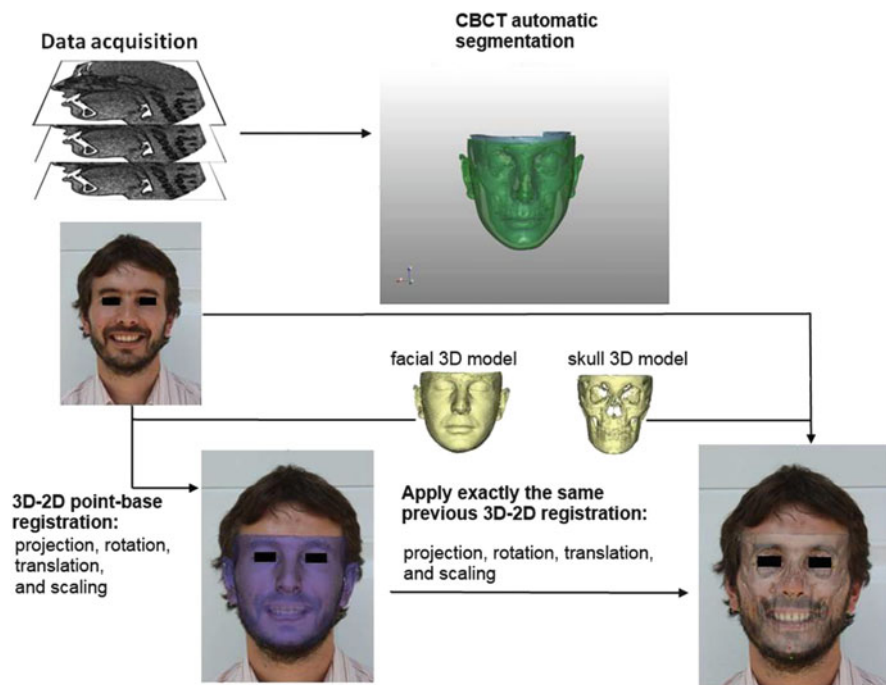 Data acquisition
CBCT automatic
segmentation
facial 3D model
skull 3D model
3D-2D point-base
registration:
projection, rotation,
translation,
and scaling
Apply exactly the same
previous 3D-2D registration:
projection, rotation, translation,
and scaling